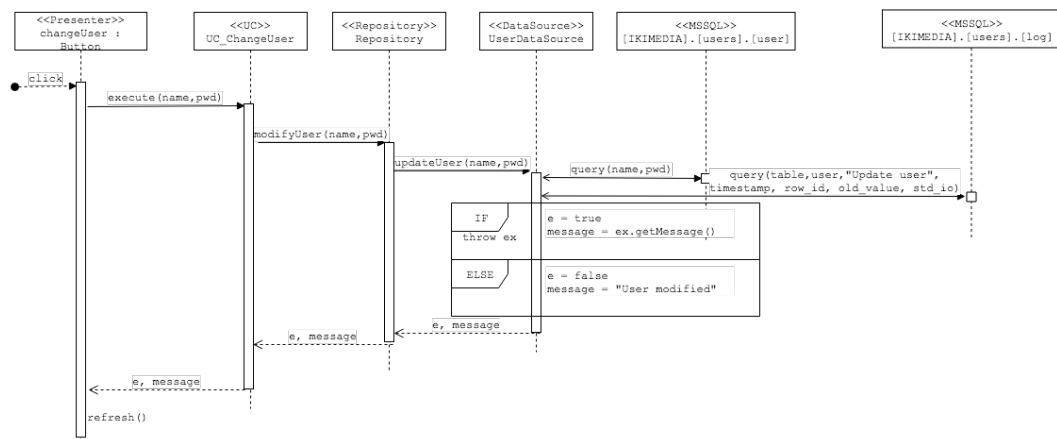 <<Presenter>>
changeUser :
Button
<<UC>>
UC_ChangeUser
<<Repository>>
Repository
<<DataSource>>
UserDataSource
<<MSSQL>>
[IKIMEDIA].[users].[user]
<<MSSQL>>
[IKIMEDIA].[users].[log]
click
execute(name,pwd)
modifyUser(name,pwd)
updateUser(name,pwd)
query(name,pwd)
query(table,user,"Update user",
timestamp, row_id, old_value, std_io)
IF
throw ex
e = true
message = ex.getMessage()
ELSE
e = false
message = "User modified"
e, message
e, message
e, message
refresh()